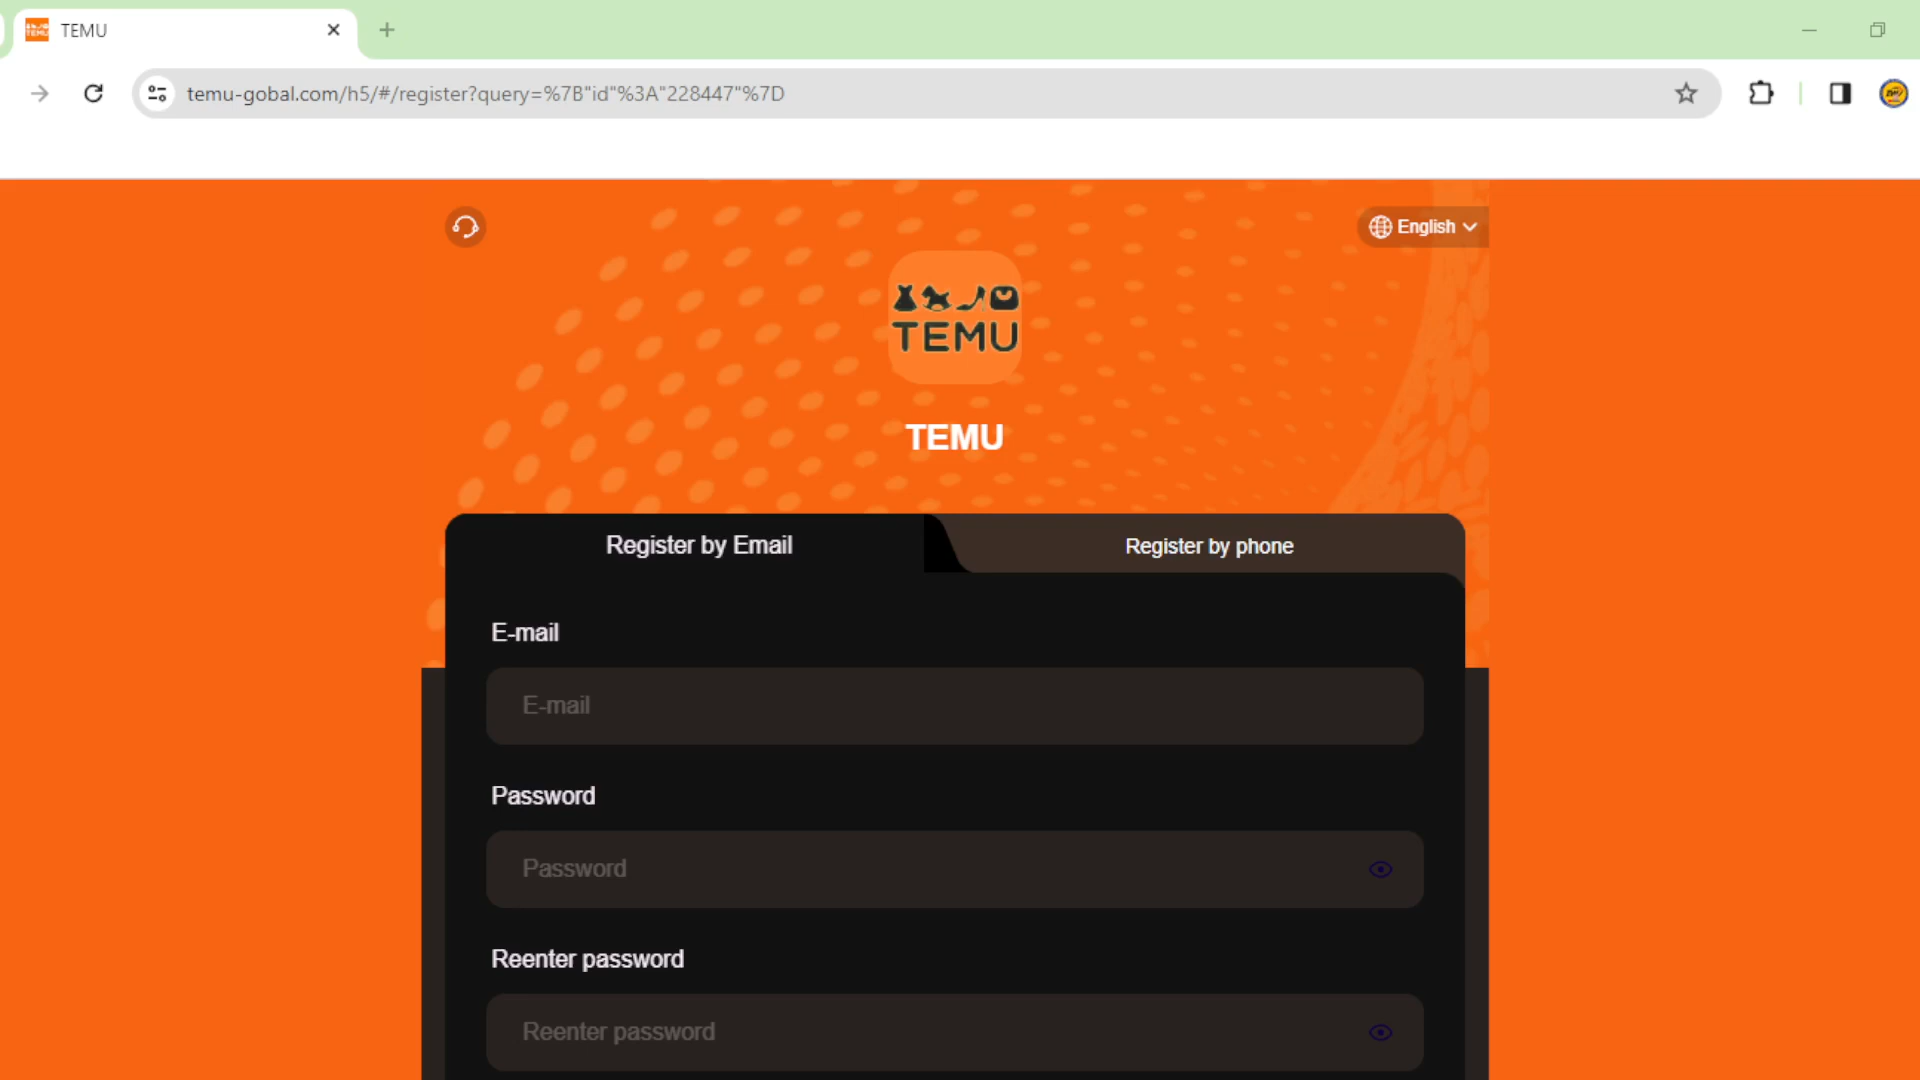 TEMU
temu-gobal.com/h5/#/register?query=%7B"id"%3A"228447"%7D
English
TEMU
TEMU
Register by Email
Register by phone
E-mail
E-mail
Password
Password
Reenter password
Reenter password